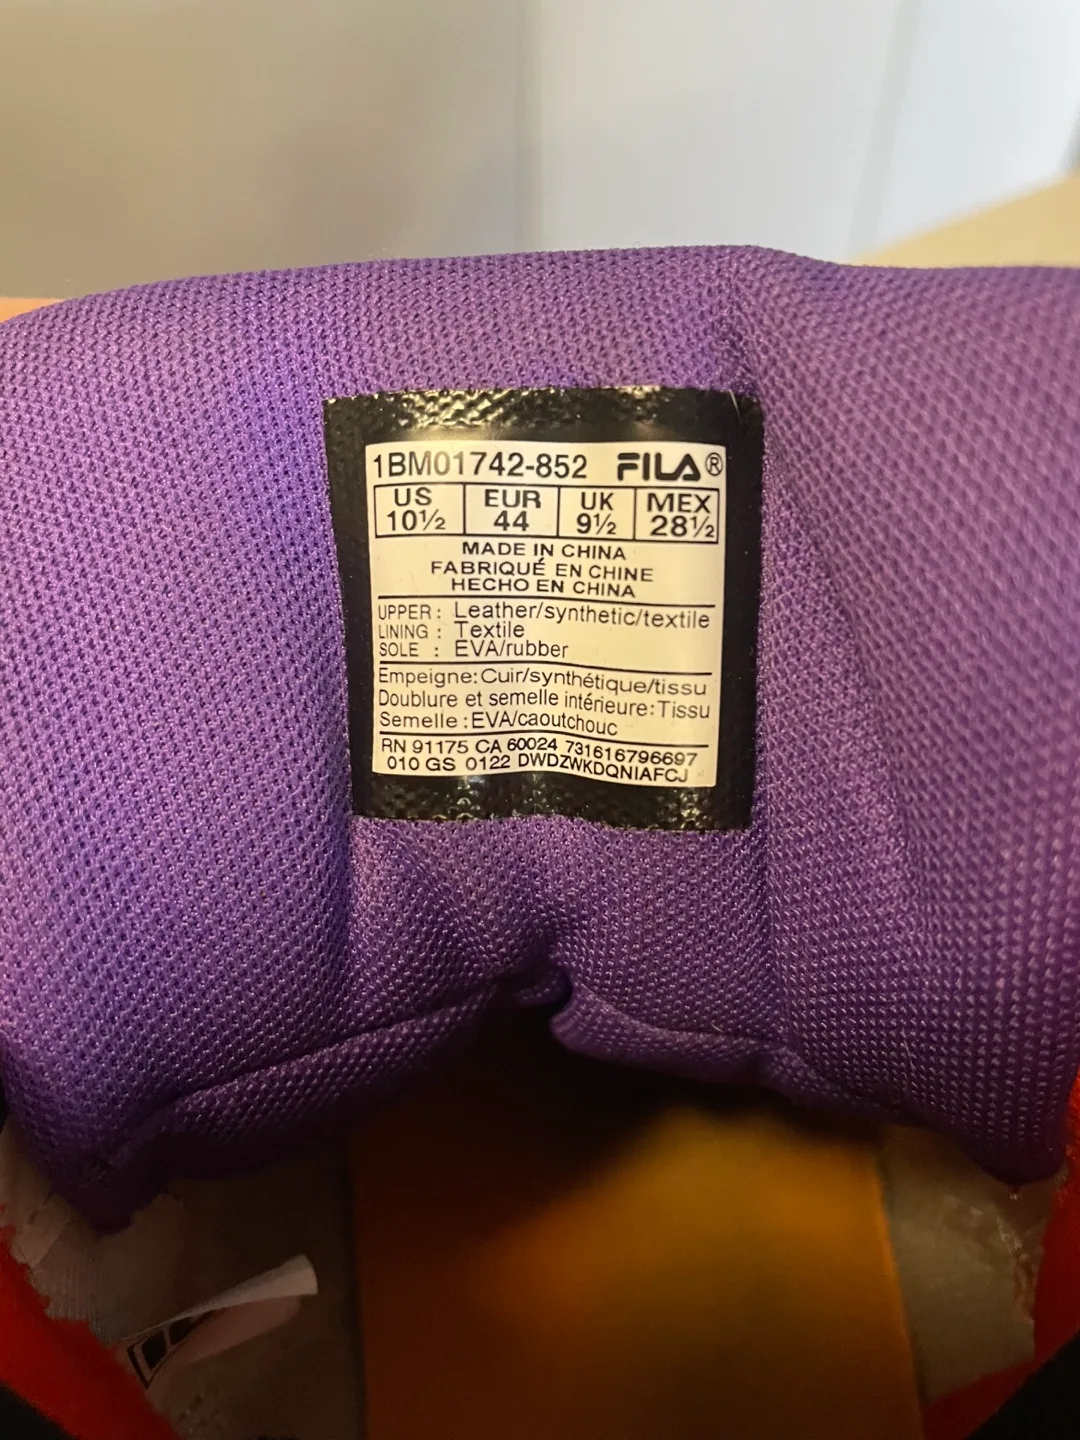 1BM01742-852 FILA®
US EUR UK MEX
10½ 44 9½ 28½
MADE IN CHINA
FABRIQUÉ EN CHINE
HECHO EN CHINA
UPPER : Leather/synthetic/textile
LINING : Textile
SOLE : EVA/rubber
Empeigne:Cuir/synthétique/tissu
Doublure et semelle intérieure:Tissu
Semelle:EVA/caoutchouc
RN 91175 CA 60024 731616796697
010 GS 0122 DWDZWKDQNIAFCJ